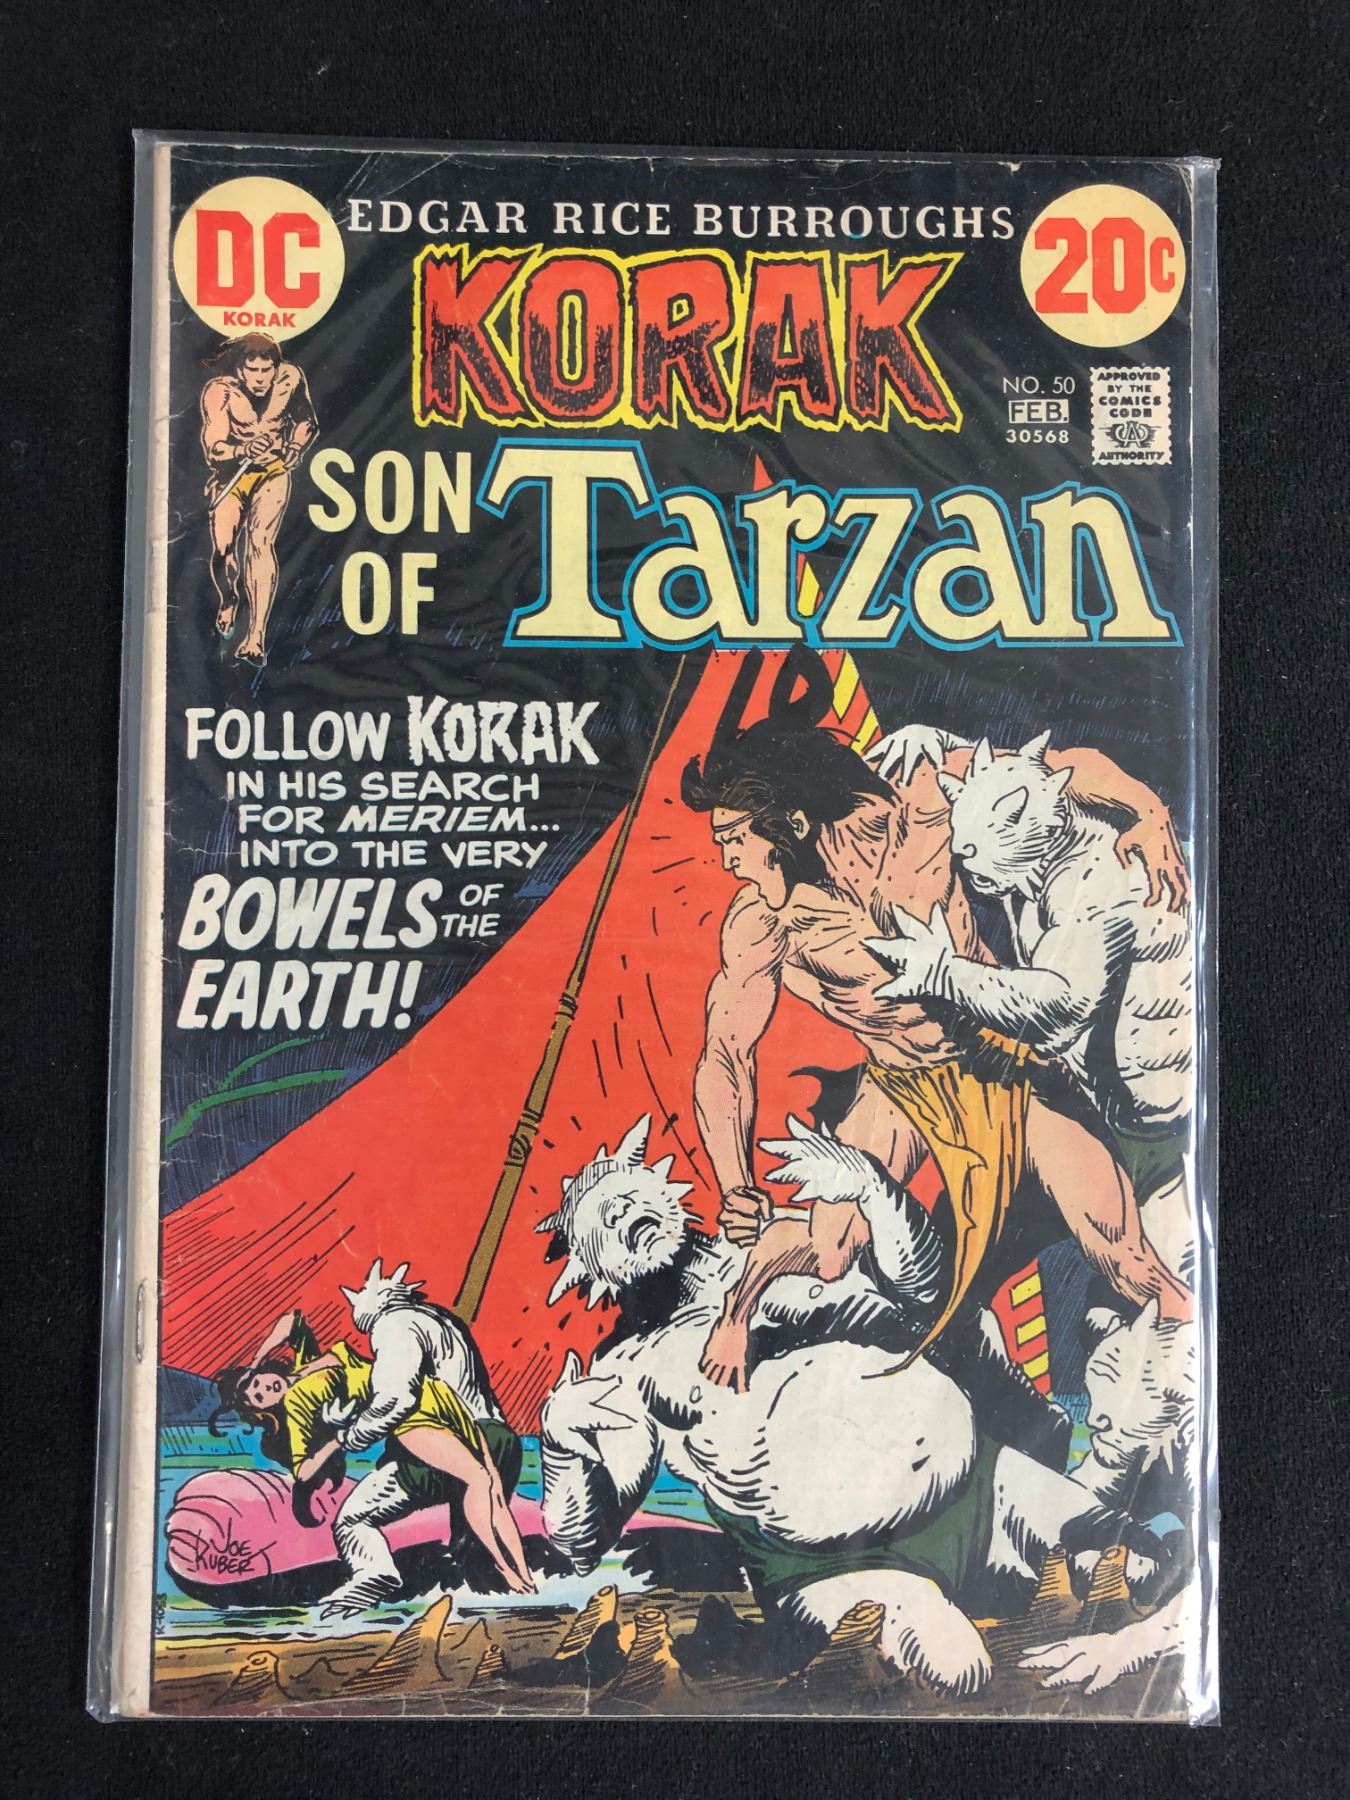 EDGAR RICE BURROUGHS
DC
KORAK
20¢
KORAK
NO. 50
FEB.
30568
APPROVED
BY THE
COMICS
CODE
CA
AUTHORITY
SON
OF
Tarzan
FOLLOW KORAK
IN HIS SEARCH
FOR MERIEM...
INTO THE VERY
BOWELS OF
THE
EARTH!
JOE
KUBERT